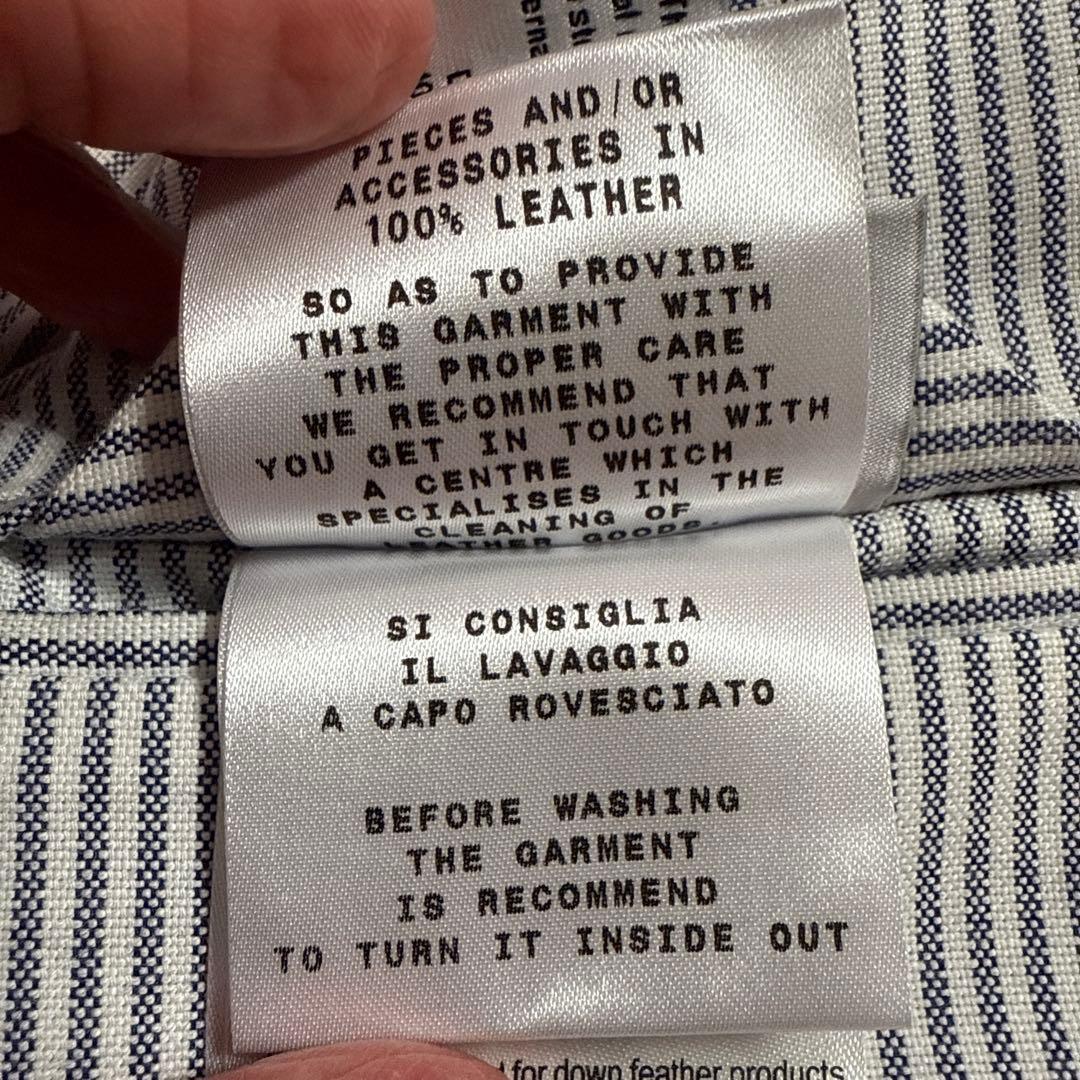 PIECES AND/OR
ACCESSORIES IN
100% LEATHER
SO AS TO PROVIDE
THIS GARMENT WITH
THE PROPER CARE
WE RECOMMEND THAT
YOU GET IN TOUCH WITH
A CENTRE WHICH
SPECIALISES IN THE
CLEANING OF
LEATHER GOODS.
SI CONSIGLIA
IL LAVAGGIO
A CAPO ROVESCIATO
BEFORE WASHING
THE GARMENT
IS RECOMMEND
TO TURN IT INSIDE OUT
for down feather products